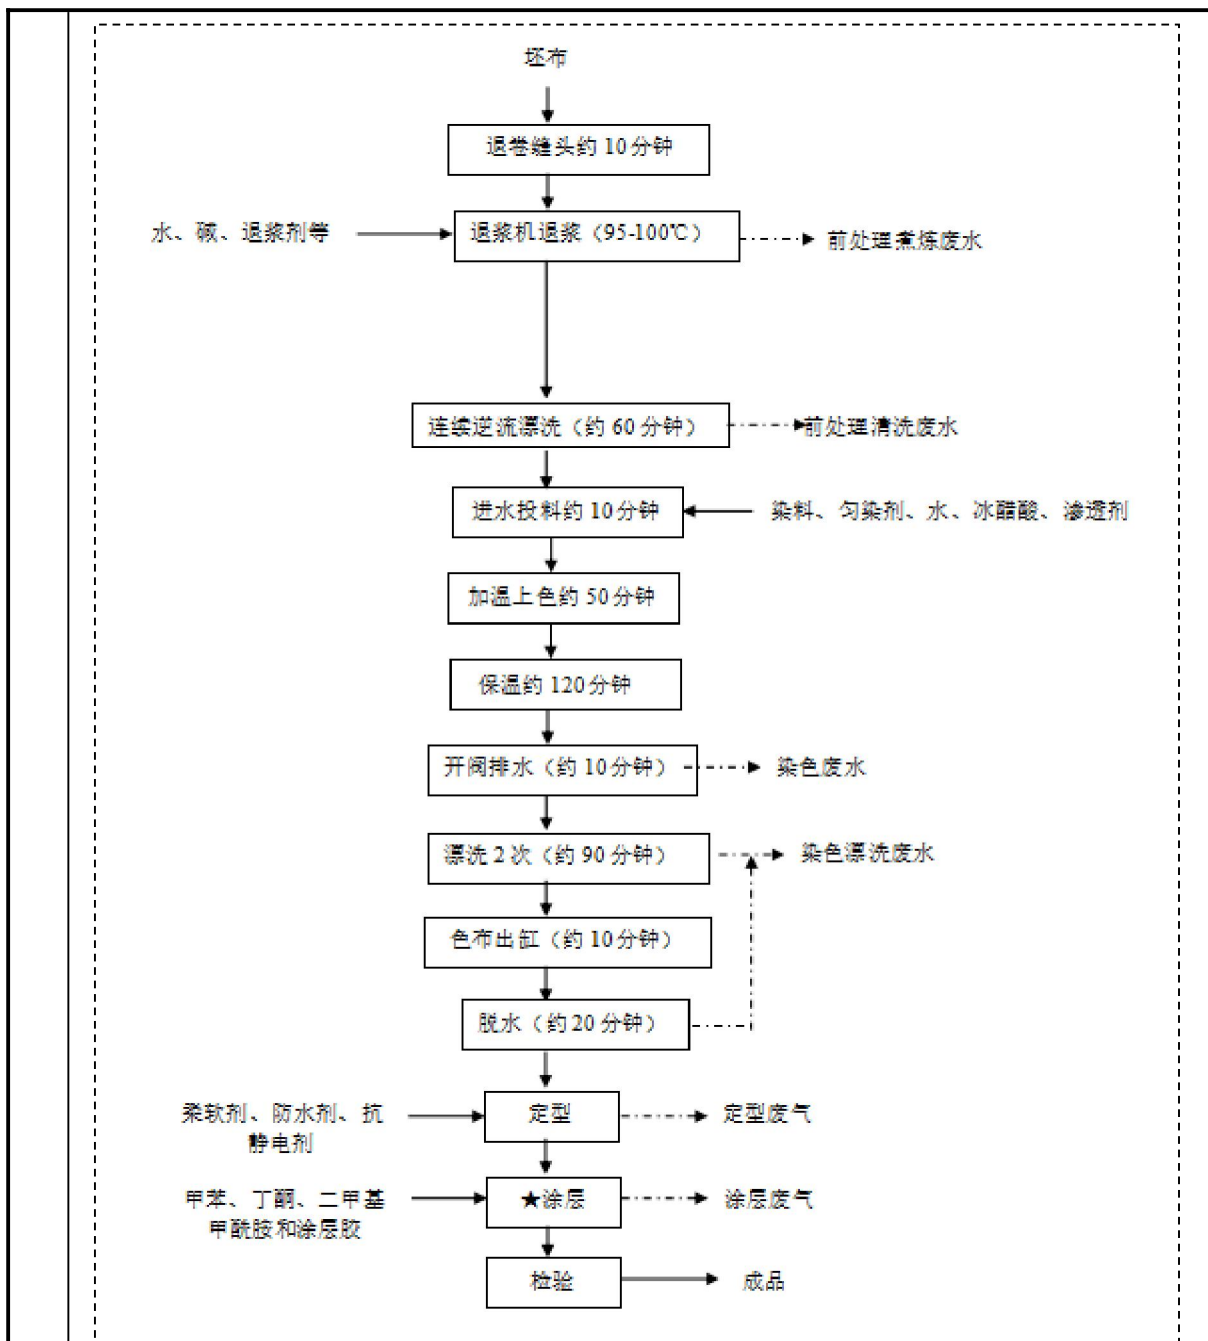 坯布
退卷缝头约 10 分钟
水、碱、退浆剂等
退浆机退浆（95-100℃）
前处理煮炼废水
连续逆流漂洗（约 60 分钟）
前处理清洗废水
进水投料约 10 分钟
染料、匀染剂、水、冰醋酸、渗透剂
加温上色约 50 分钟
保温约 120 分钟
开阀排水（约 10 分钟）
染色废水
漂洗 2 次（约 90 分钟）
染色漂洗废水
色布出缸（约 10 分钟）
脱水（约 20 分钟）
柔软剂、防水剂、抗
静电剂
定型
定型废气
甲苯、丁酮、二甲基
甲酰胺和涂层胶
★涂层
涂层废气
检验
成品